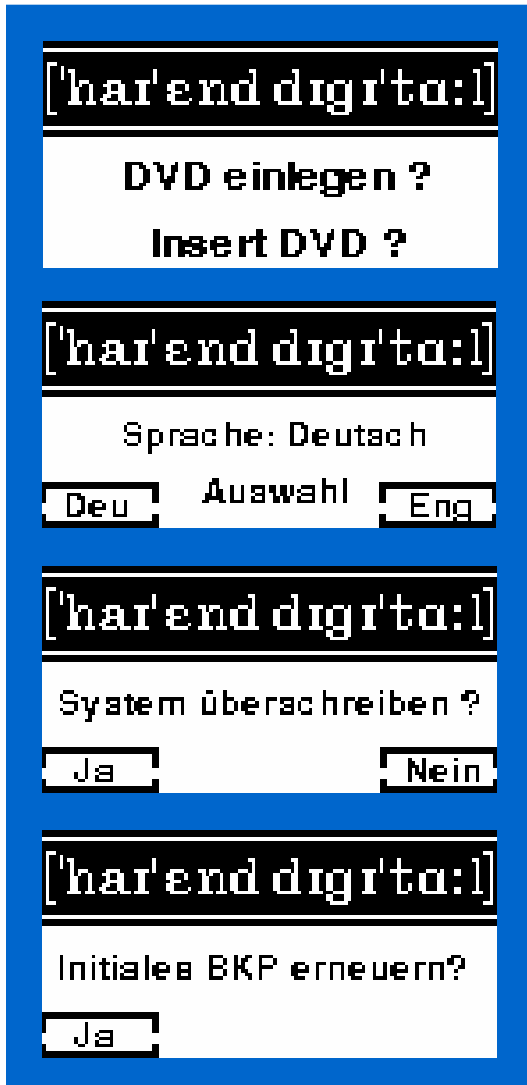 ['haɪ'ɛnd dɪgɪ'tɑ:l]
DVD einlegen ?
Insert DVD ?
['haɪ'ɛnd dɪgɪ'tɑ:l]
Sprache: Deutsch
Deu Auswahl Eng
['haɪ'ɛnd dɪgɪ'tɑ:l]
System überschreiben ?
Ja Nein
['haɪ'ɛnd dɪgɪ'tɑ:l]
Initiales BKP erneuern?
Ja